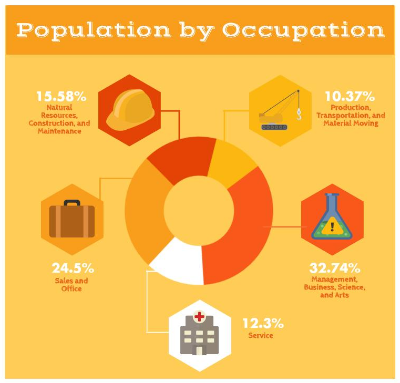 Population by Occupation
15.58%
Natural
Resources,
Construction, and
Maintenance
10.37%
Production,
Transportation, and
Material Moving
24.5%
Sales and
Office
32.74%
Management,
Business, Science,
and Arts
12.3%
Service